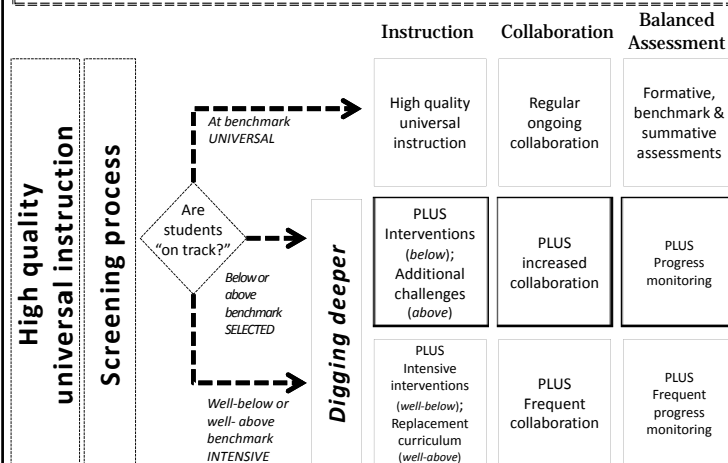 Instruction
Collaboration
Balanced
Assessment
High quality
universal instruction
Screening process
Are
students
“on track?”
At benchmark
UNIVERSAL
High quality
universal
instruction
Regular
ongoing
collaboration
Formative,
benchmark &
summative
assessments
Below or
above
benchmark
SELECTED
Digging deeper
PLUS
Interventions
(below);
Additional
challenges
(above)
PLUS
increased
collaboration
PLUS
Progress
monitoring
Well-below or
well- above
benchmark
INTENSIVE
PLUS
Intensive
interventions
(well-below);
Replacement
curriculum
(well-above)
PLUS
Frequent
collaboration
PLUS
Frequent
progress
monitoring